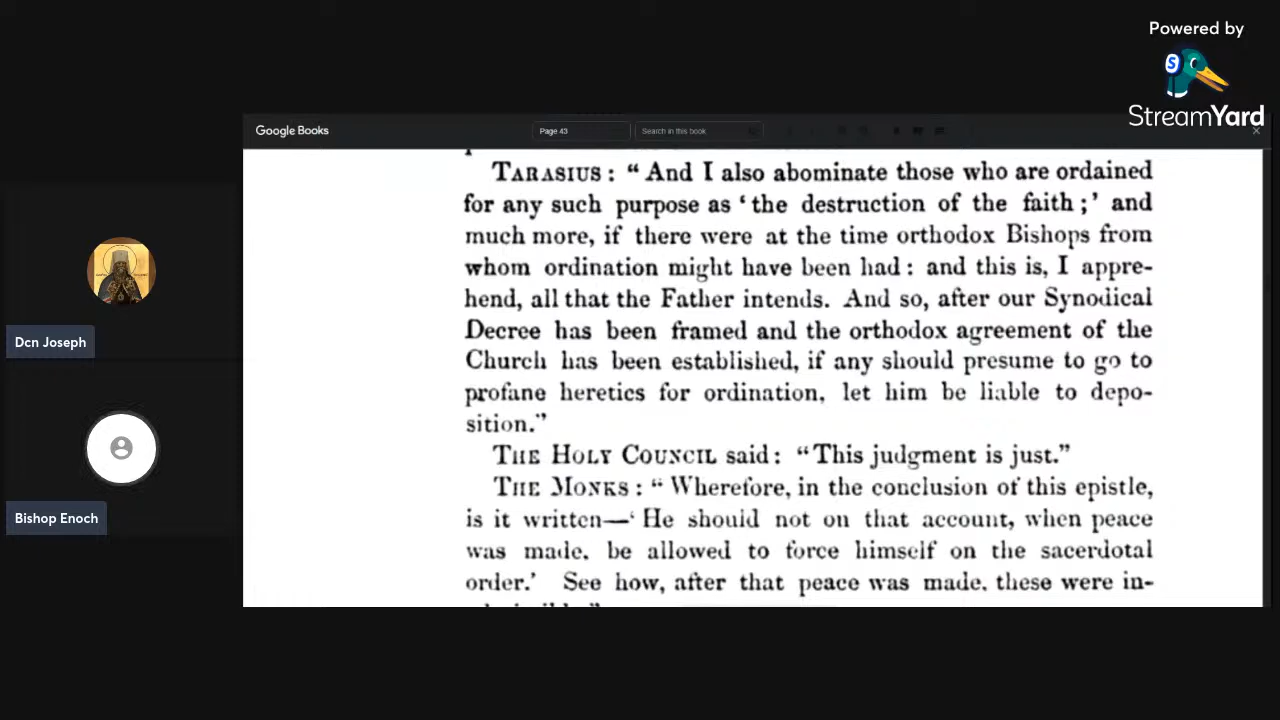 Powered by
StreamYard
Google Books
Page 43
Search in this book
TARASIUS: “ And I also abominate those who are ordained
for any such purpose as ‘ the destruction of the faith ;’ and
much more, if there were at the time orthodox Bishops from
whom ordination might have been had : and this is, I appre-
hend, all that the Father intends. And so, after our Synodical
Decree has been framed and the orthodox agreement of the
Church has been established, if any should presume to go to
profane heretics for ordination, let him be liable to depo-
sition.”
THE HOLY COUNCIL said : “This judgment is just.”
THE MONKS : “ Wherefore, in the conclusion of this epistle,
is it written—‘ He should not on that account, when peace
was made, be allowed to force himself on the sacerdotal
order.’ See how, after that peace was made, these were in-
Dcn Joseph
Bishop Enoch